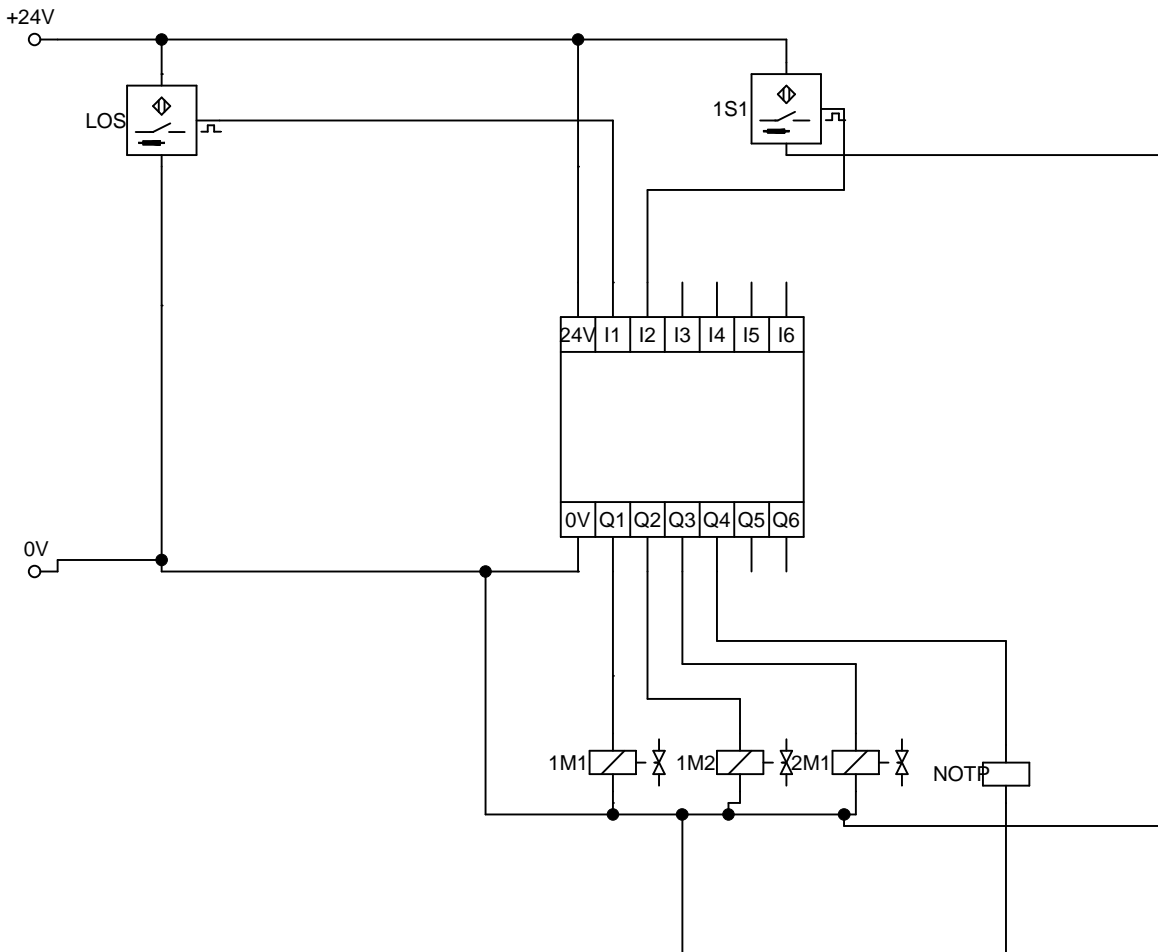 +24V
LOS
1S1
24V I1 I2 I3 I4 I5 I6
0V Q1 Q2 Q3 Q4 Q5 Q6
0V
1M1 1M2 2M1 NOTP